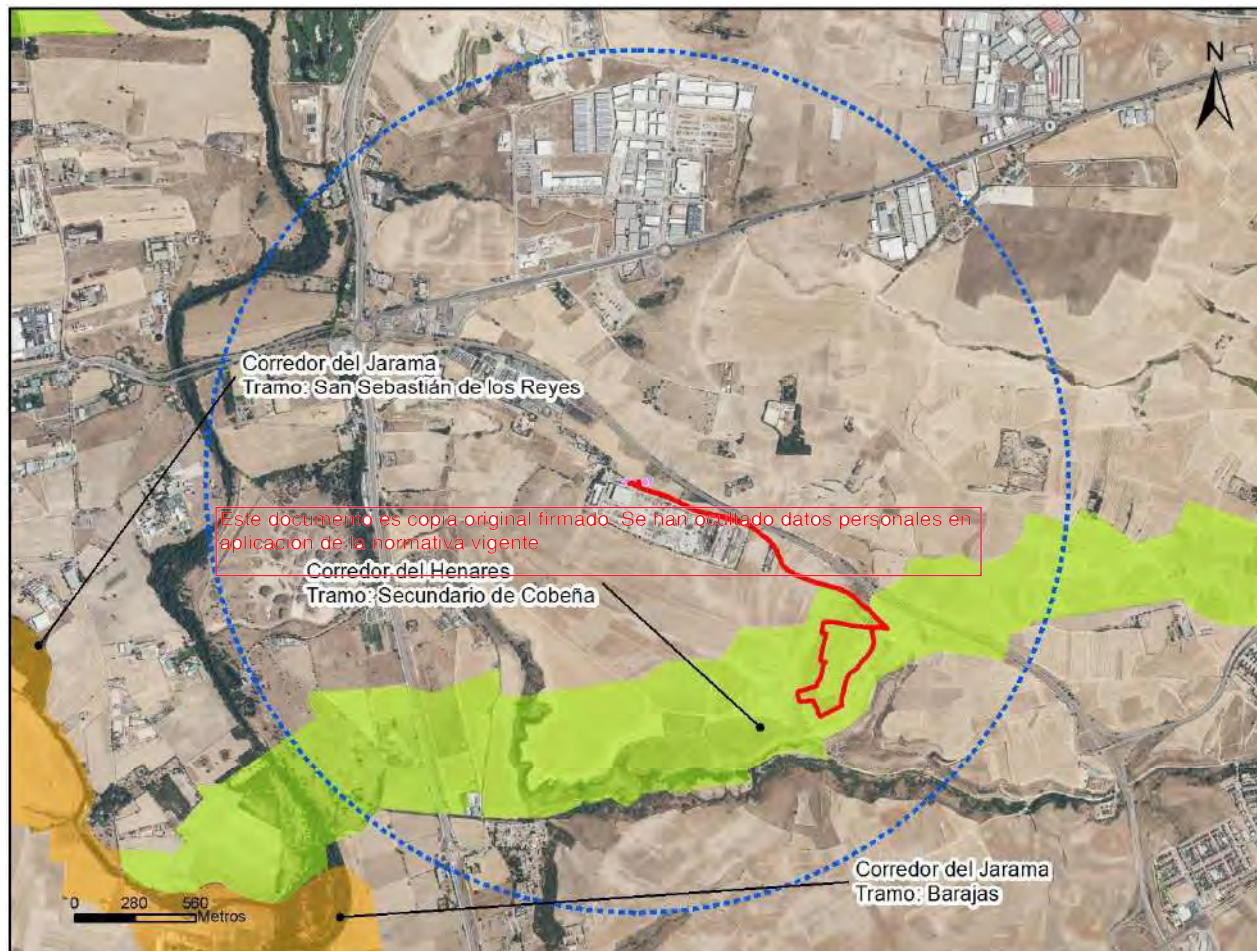 N
Corredor del Jarama
Tramo: San Sebastián de los Reyes
Este documento es copia original firmado. Se han ocultado datos personales en
aplicación de la normativa vigente
Corredor del Henares
Tramo: Secundario de Cobeña
Corredor del Jarama
Tramo: Barajas
0 280 560
Metros